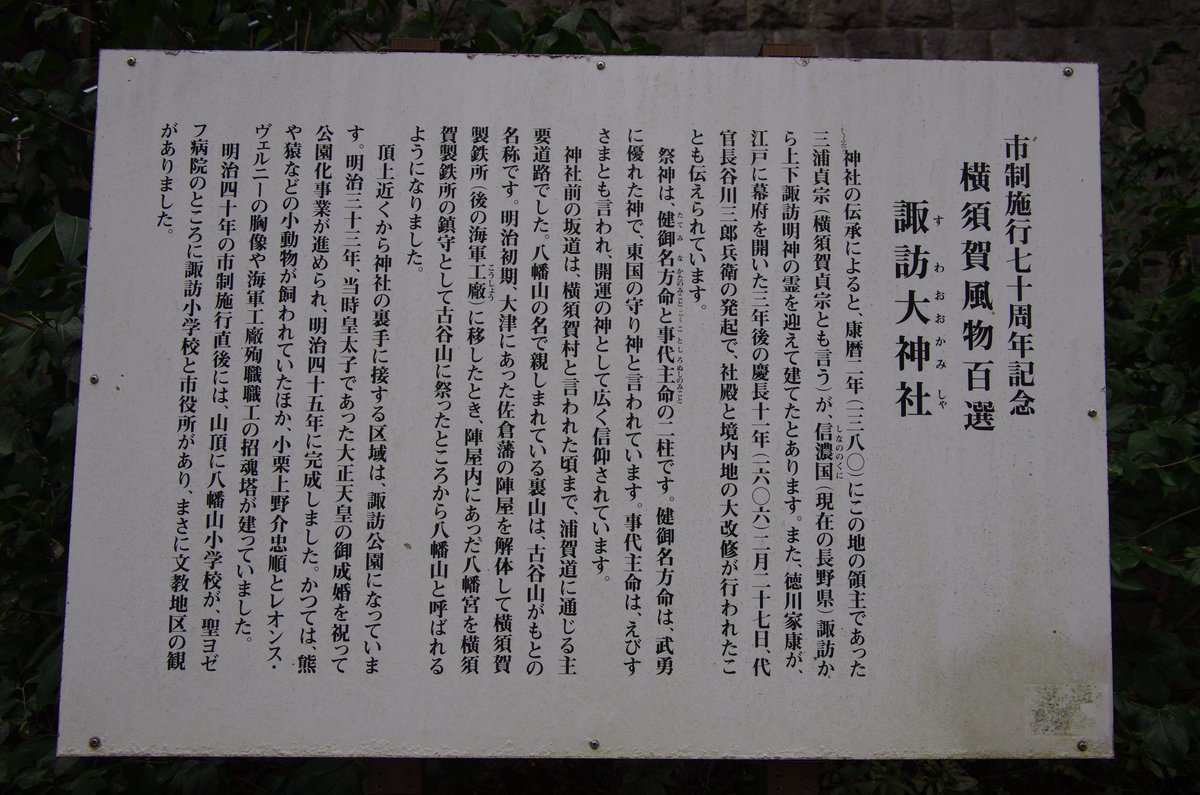 市制施行七十周年記念
横須賀風物百選
諏訪大神社
すわおおかみしゃ
神社の伝承によると、康暦二年(一三八〇)にこの地の領主であった
三浦貞宗(横須賀貞宗とも言う)が、信濃国(現在の長野県)諏訪か
しなののくに
ら上下諏訪明神の霊を迎えて建てたとあります。また、徳川家康が、
江戸に幕府を開いた三年後の慶長十一年(一六〇六)二月二十七日、代
官長谷川三郎兵衛の発起で、社殿と境内地の大改修が行われたこ
とも伝えられています。
祭神は、健御名方命と事代主命の二柱です。健御名方命は、武勇
に優れた神で、東国の守り神と言われています。事代主命は、えびす
さまとも言われ、開運の神として広く信仰されています。
神社前の坂道は、横須賀村と言われた頃まで、浦賀道に通じる主
要道路でした。八幡山の名で親しまれている裏山は、古谷山がもとの
名称です。明治初期、大津にあった佐倉藩の陣屋を解体して横須賀
製鉄所(後の海軍工廠)に移したとき、陣屋内にあった八幡宮を横須
こうしょう
賀製鉄所の鎮守として古谷山に祭ったところから八幡山と呼ばれる
ようになりました。
頂上近くから神社の裏手に接する区域は、諏訪公園になっていま
す。明治三十三年、当時皇太子であった大正天皇の御成婚を祝って
公園化事業が進められ、明治四十五年に完成しました。かつては、熊
や猿などの小動物が飼われていたほか、小栗上野介忠順とレオンス・
ヴェルニーの胸像や海軍工廠殉職職工の招魂塔が建っていました。
明治四十年の市制施行直後には、山頂に八幡山小学校が、聖ヨゼ
フ病院のところに諏訪小学校と市役所があり、まさに文教地区の観
がありました。